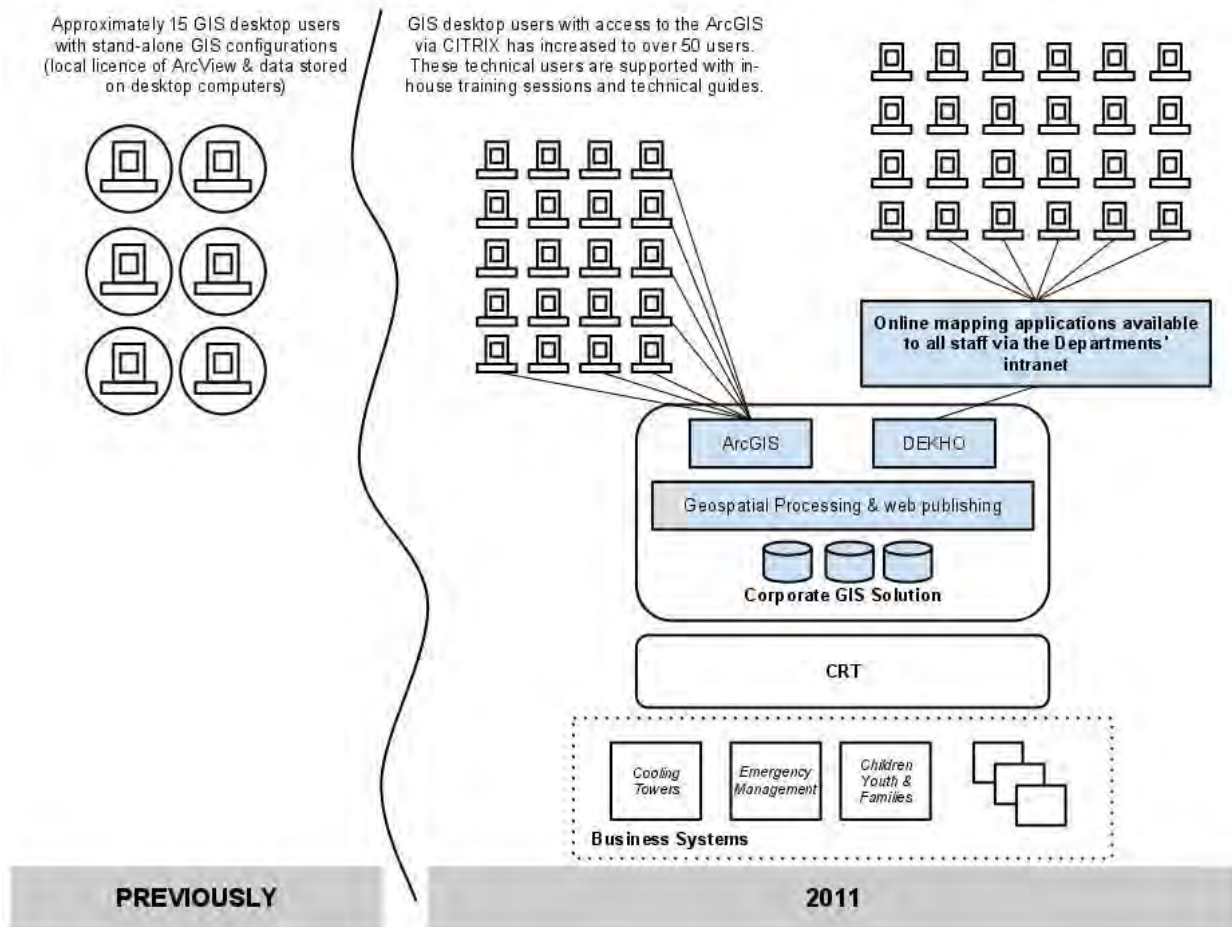 Approximately 15 GIS desktop users
with stand-alone GIS configurations
(local licence of ArcView & data stored
on desktop computers)
GIS desktop users with access to the ArcGIS
via CITRIX has increased to over 50 users.
These technical users are supported with in-
house training sessions and technical guides.
Online mapping applications available
to all staff via the Departments'
intranet
ArcGIS
DEKHO
Geospatial Processing & web publishing
Corporate GIS Solution
CRT
Cooling
Towers
Emergency
Management
Children
Youth &
Families
Business Systems
PREVIOUSLY
2011